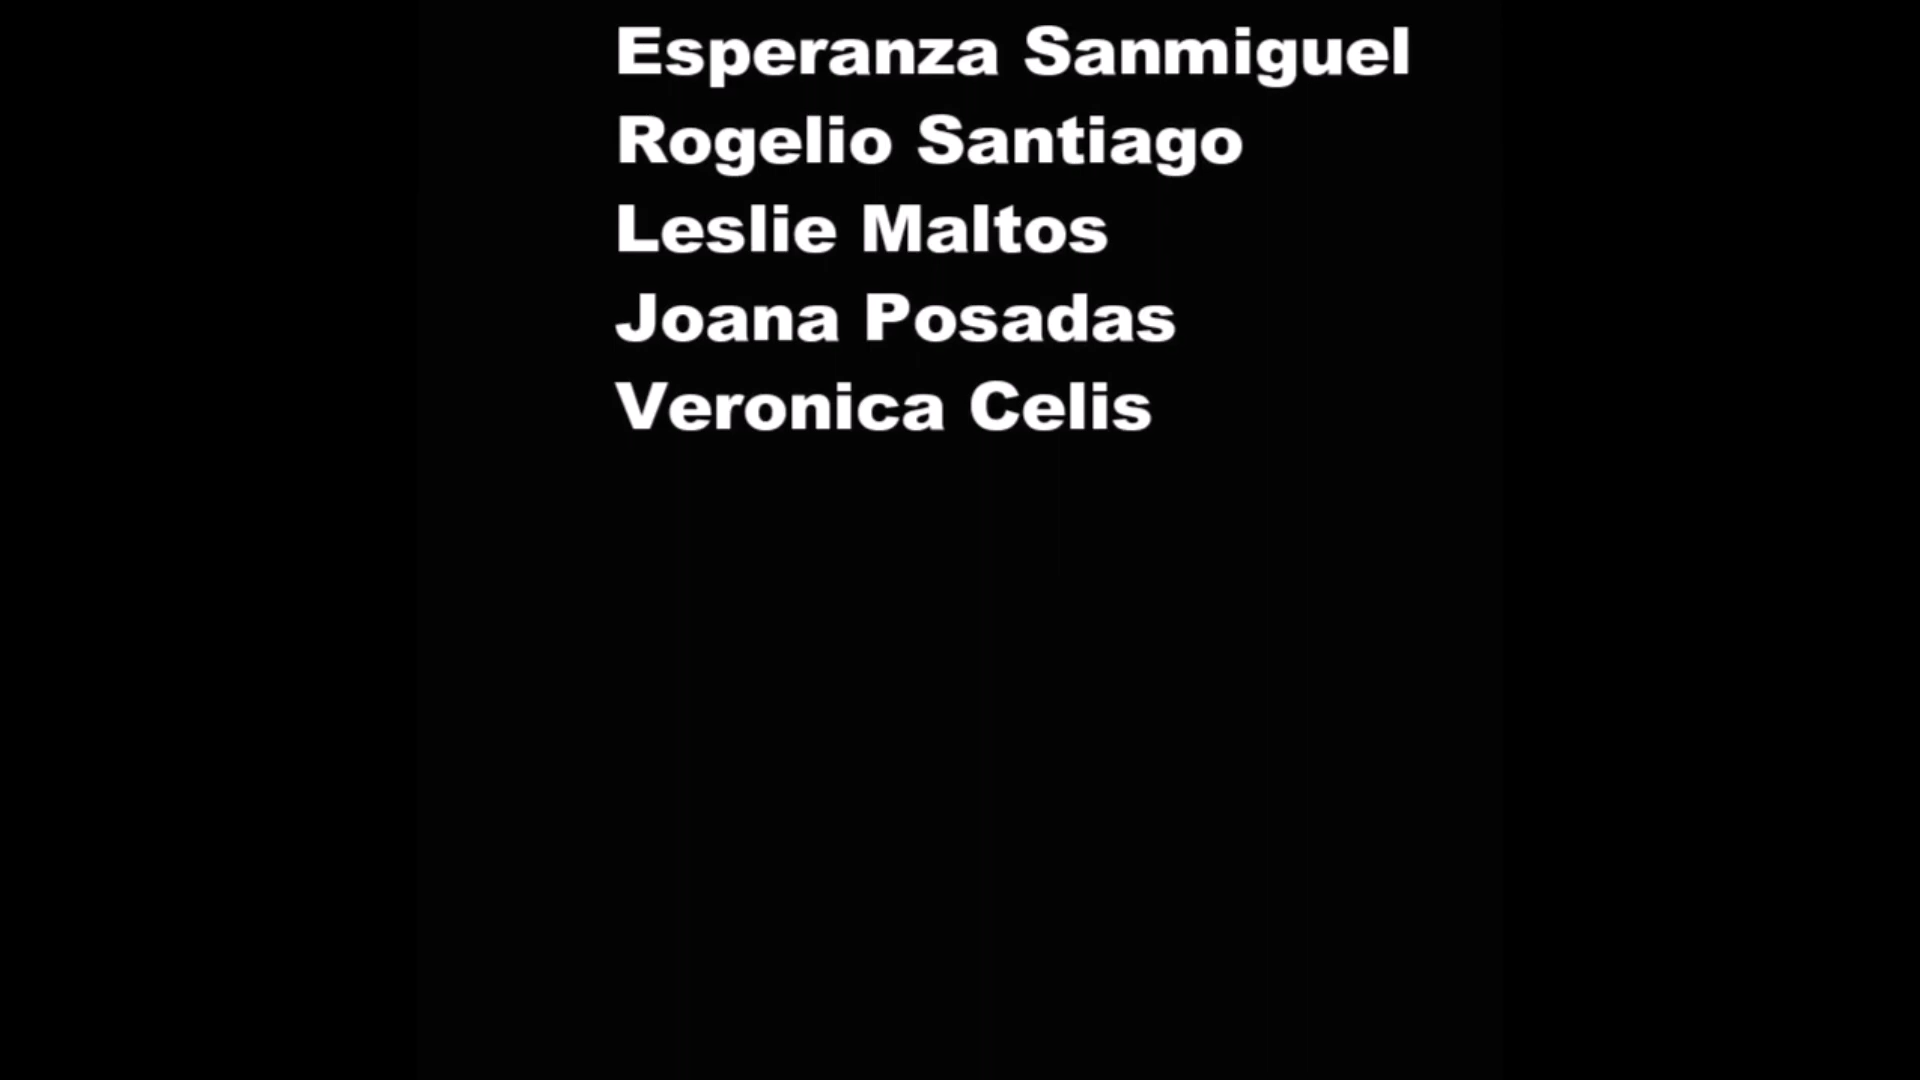 Esperanza Sanmiguel
Rogelio Santiago
Leslie Maltos
Joana Posadas
Veronica Celis